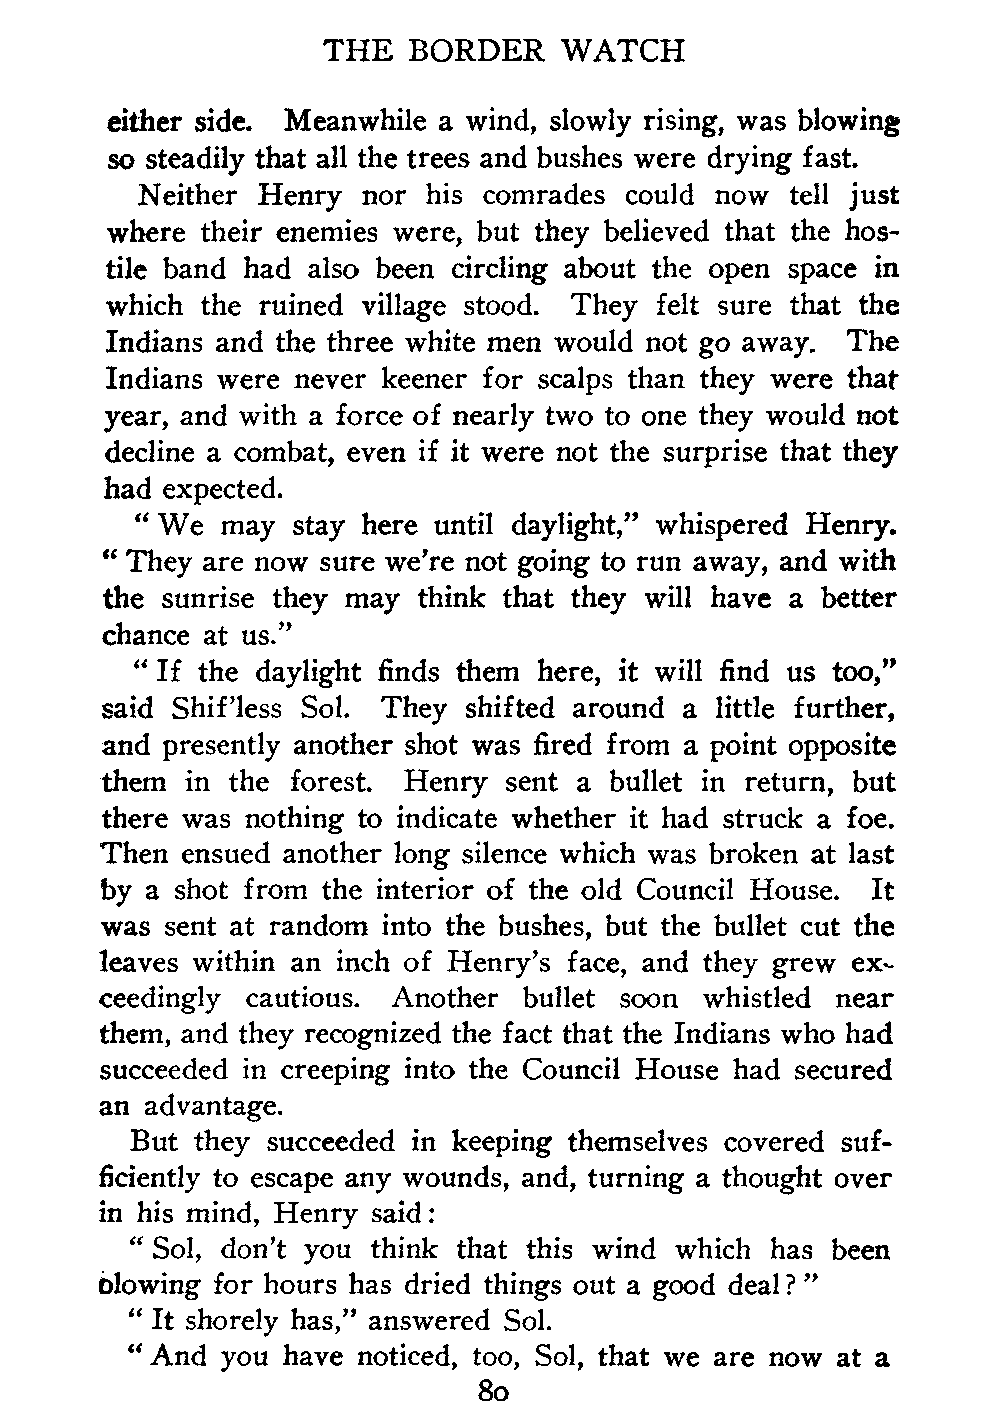 THE BORDER WATCH
either side. Meanwhile a wind, slowly rising, was blowing
so steadily that all the trees and bushes were drying fast.
Neither Henry nor his comrades could now tell just
where their enemies were, but they believed that the hos-
tile band had also been circling about the open space in
which the ruined village stood. They felt sure that the
Indians and the three white men would not go away. The
Indians were never keener for scalps than they were that
year, and with a force of nearly two to one they would not
decline a combat, even if it were not the surprise that they
had expected.
“ We may stay here until daylight,” whispered Henry.
“ They are now sure we’re not going to run away, and with
the sunrise they may think that they will have a better
chance at us.”
“ If the daylight finds them here, it will find us too,”
said Shif’less Sol. They shifted around a little further,
and presently another shot was fired from a point opposite
them in the forest. Henry sent a bullet in return, but
there was nothing to indicate whether it had struck a foe.
Then ensued another long silence which was broken at last
by a shot from the interior of the old Council House. It
was sent at random into the bushes, but the bullet cut the
leaves within an inch of Henry’s face, and they grew ex-
ceedingly cautious. Another bullet soon whistled near
them, and they recognized the fact that the Indians who had
succeeded in creeping into the Council House had secured
an advantage.
But they succeeded in keeping themselves covered suf-
ficiently to escape any wounds, and, turning a thought over
in his mind, Henry said:
“ Sol, don’t you think that this wind which has been
blowing for hours has dried things out a good deal? ”
“ It shorely has,” answered Sol.
“ And you have noticed, too, Sol, that we are now at a
80